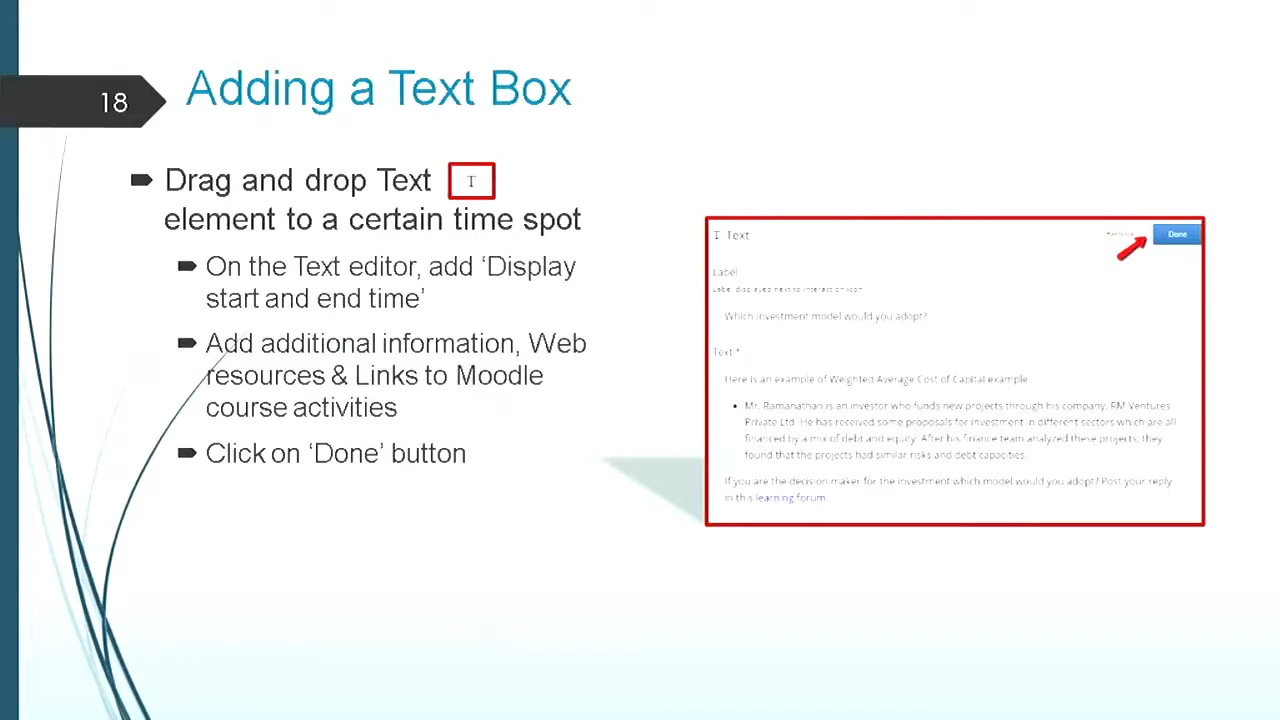 18
Adding a Text Box
Drag and drop Text T
element to a certain time spot
On the Text editor, add ‘Display
start and end time’
Add additional information, Web
resources & Links to Moodle
course activities
Click on ‘Done’ button
T Text
Done
Label
Label displayed next to interaction icon
Which investment model would you adopt?
Text *
Here is an example of Weighted Average Cost of Capital example
Mr. Ramanathan is an investor who funds new projects through his company, RM Ventures
Private Ltd. He has received some proposals for investment in different sectors which are all
financed by a mix of debt and equity. After his finance team analyzed these projects, they
found that the projects had similar risks and debt capacities.
If you are the decision maker for the investment which model would you adopt? Post your reply
in this learning forum.